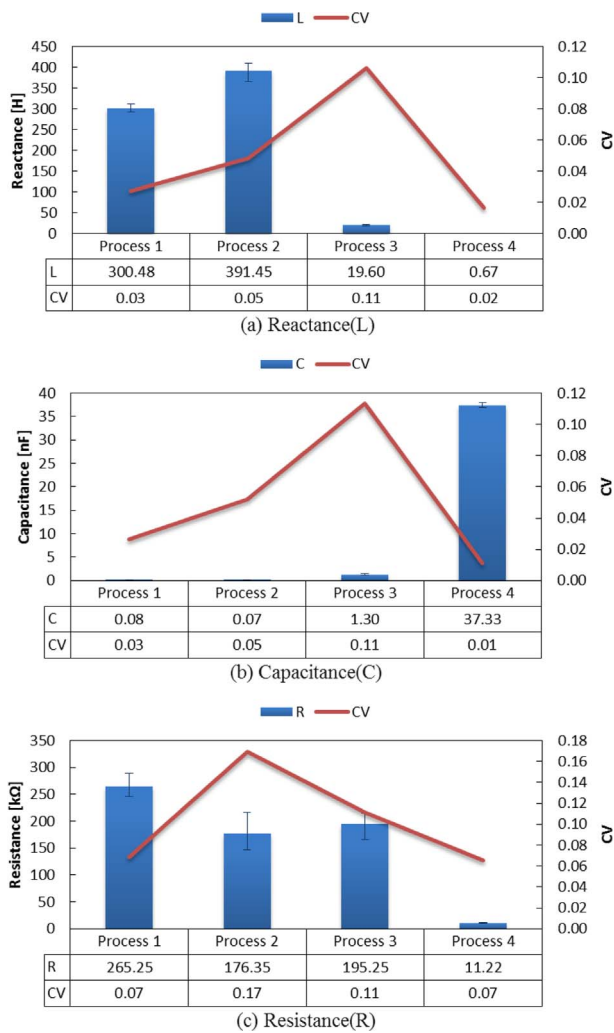 L CV
450 0.12
400
350 0.10
300 0.08
250
200 0.06
150 0.04
100
50 0.02
0 0.00
Reactance [H]
CV
Process 1 Process 2 Process 3 Process 4
L 300.48 391.45 19.60 0.67
CV 0.03 0.05 0.11 0.02
(a) Reactance(L)
C CV
40 0.12
35 0.10
30
25 0.08
20 0.06
15
10 0.04
5 0.02
0 0.00
Capacitance [nF]
CV
Process 1 Process 2 Process 3 Process 4
C 0.08 0.07 1.30 37.33
CV 0.03 0.05 0.11 0.01
(b) Capacitance(C)
R CV
350 0.18
300 0.16
250 0.14
200 0.12
150 0.10
100 0.08
50 0.06
0 0.04
0.02
0.00
Resistance [kΩ]
CV
Process 1 Process 2 Process 3 Process 4
R 265.25 176.35 195.25 11.22
CV 0.07 0.17 0.11 0.07
(c) Resistance(R)